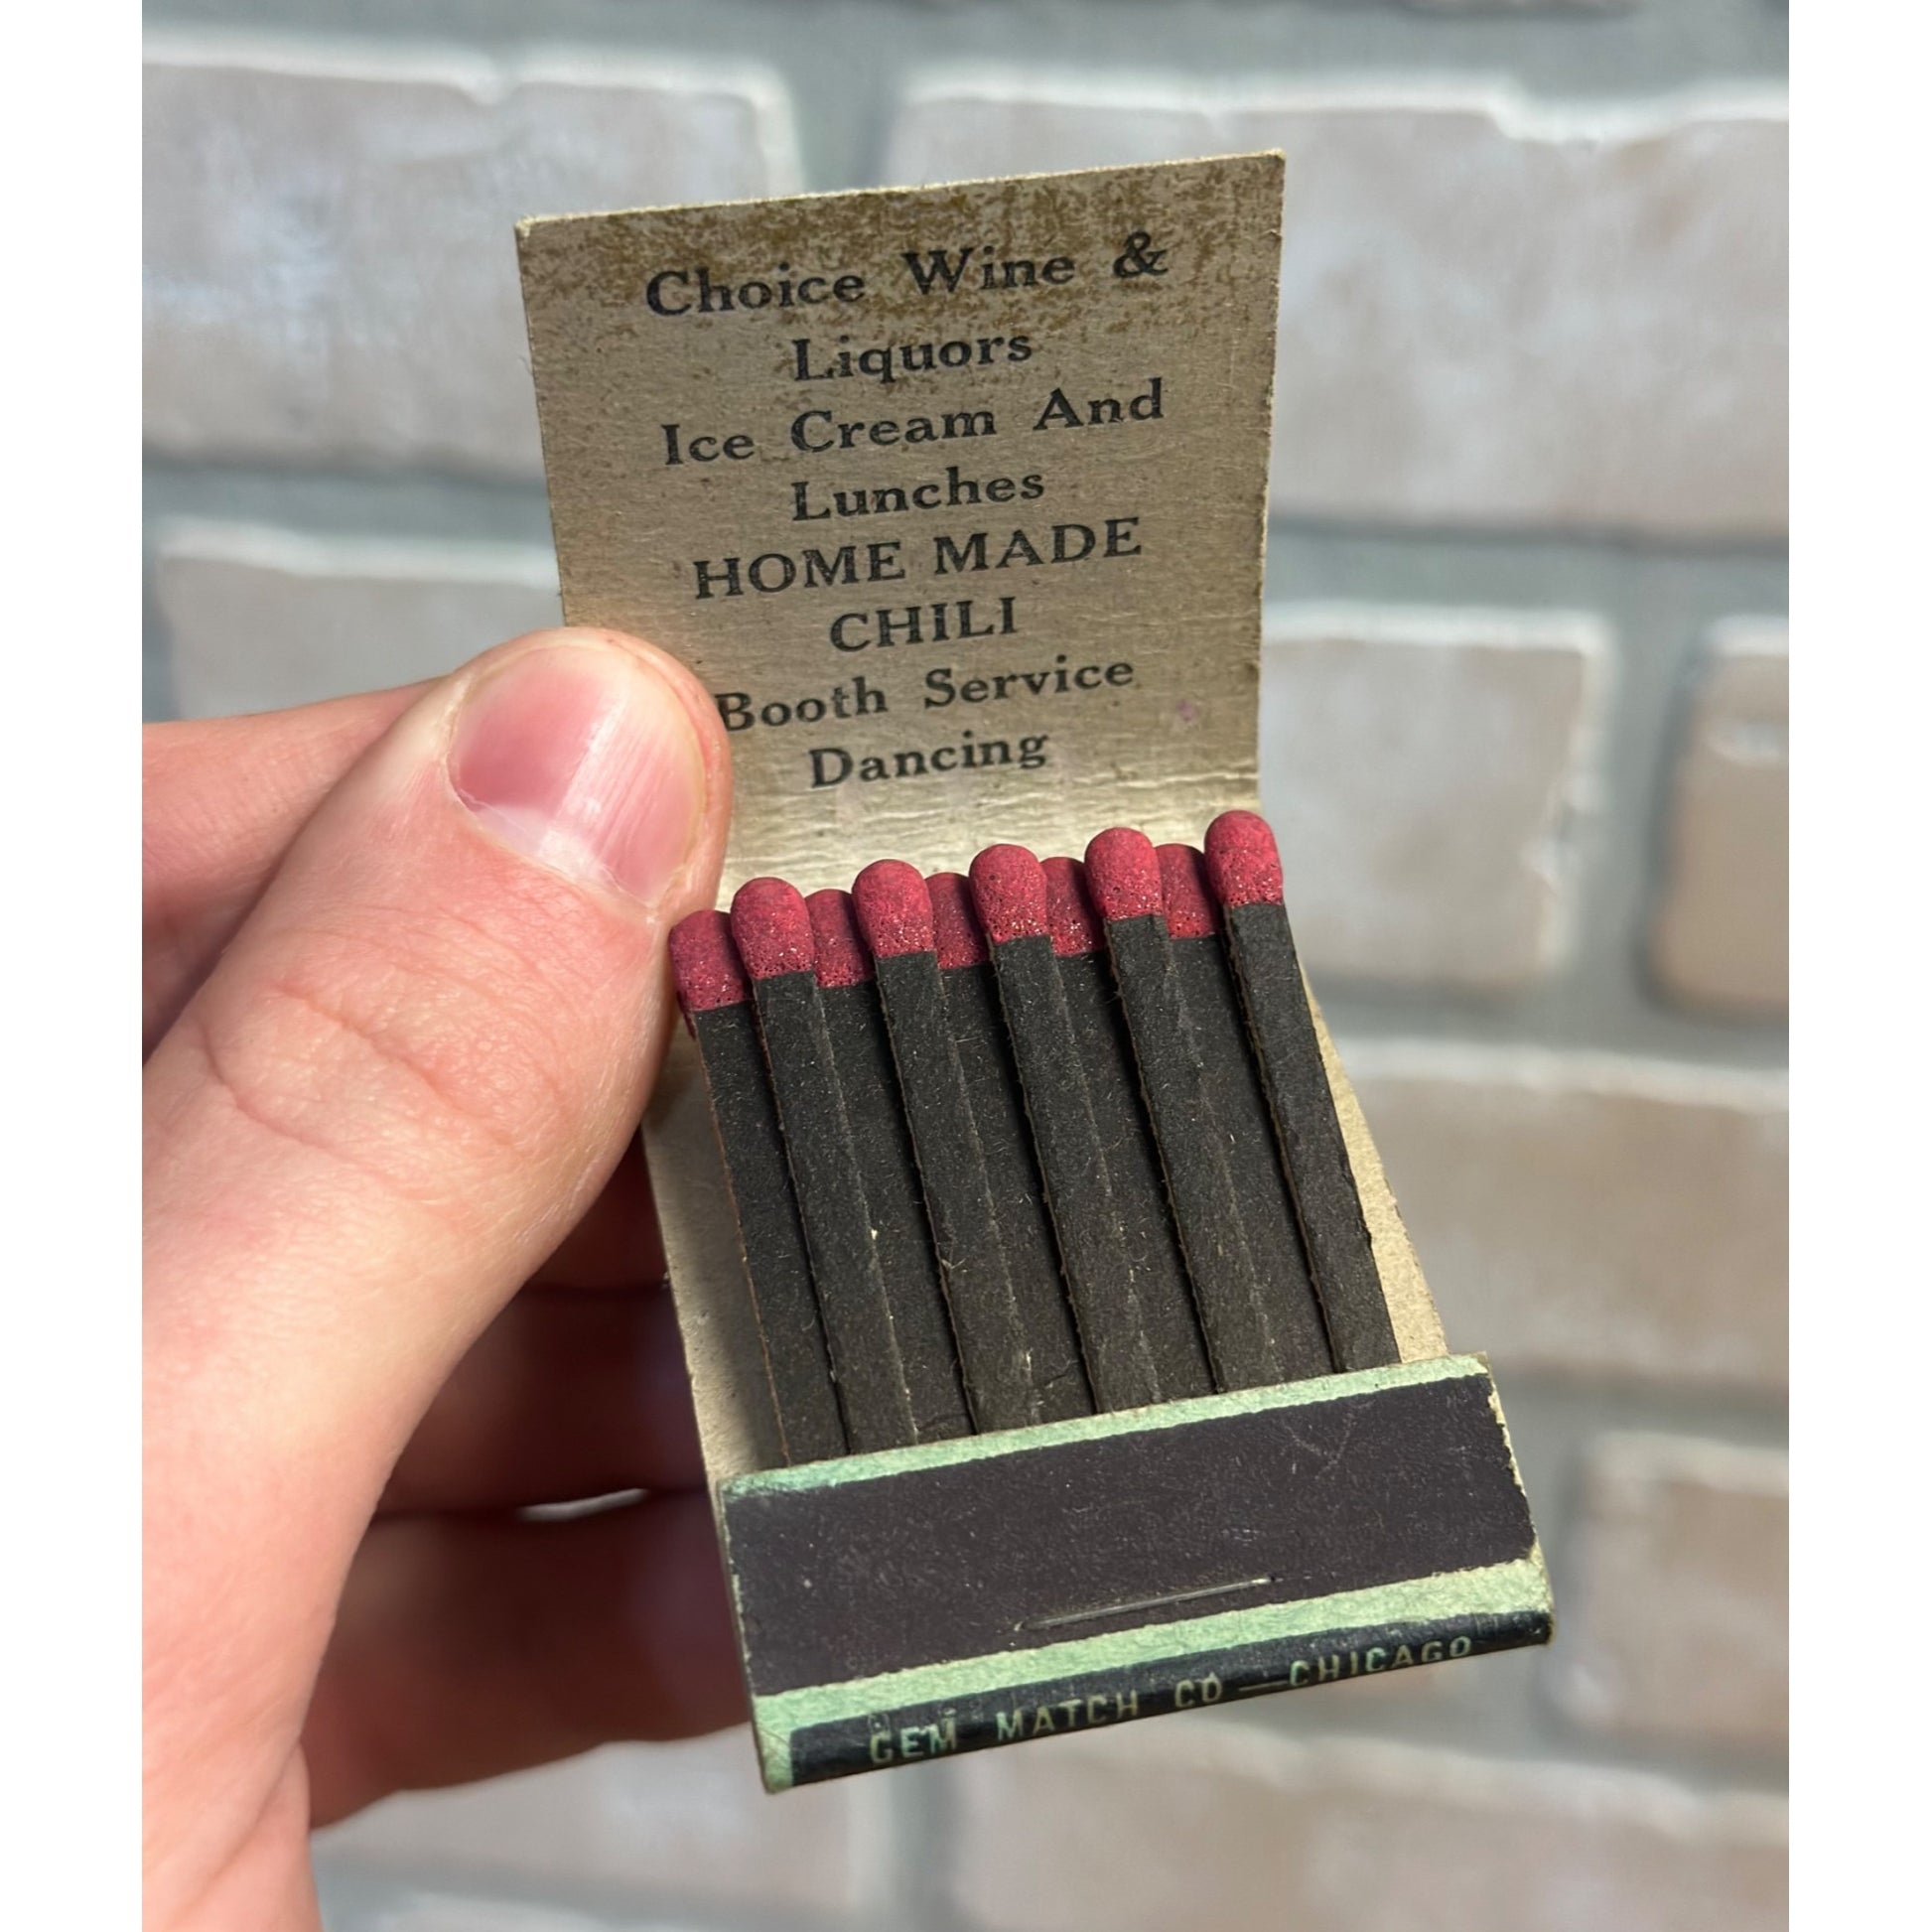 Choice Wine &
Liquors
Ice Cream And
Lunches
HOME MADE
CHILI
Booth Service
Dancing
GEM MATCH CO — CHICAGO